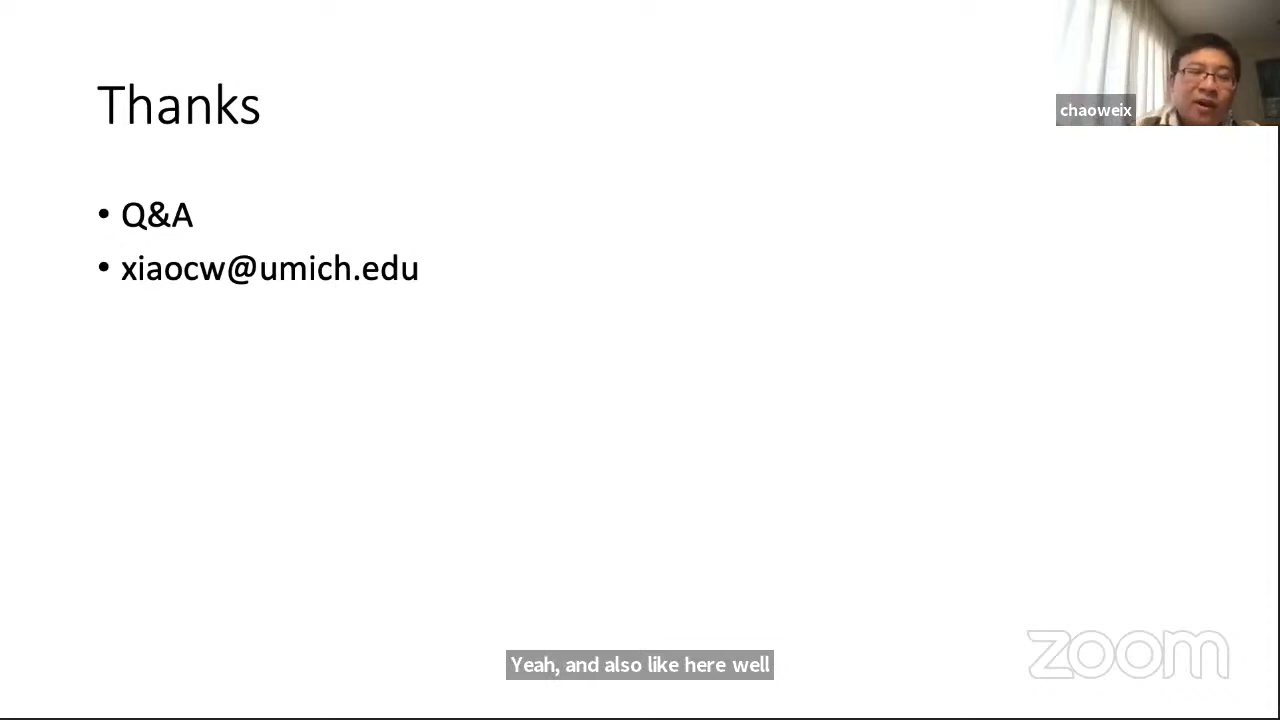 Thanks
• Q&A
• xiaocw@umich.edu
chaoweix
Yeah, and also like here well
zoom